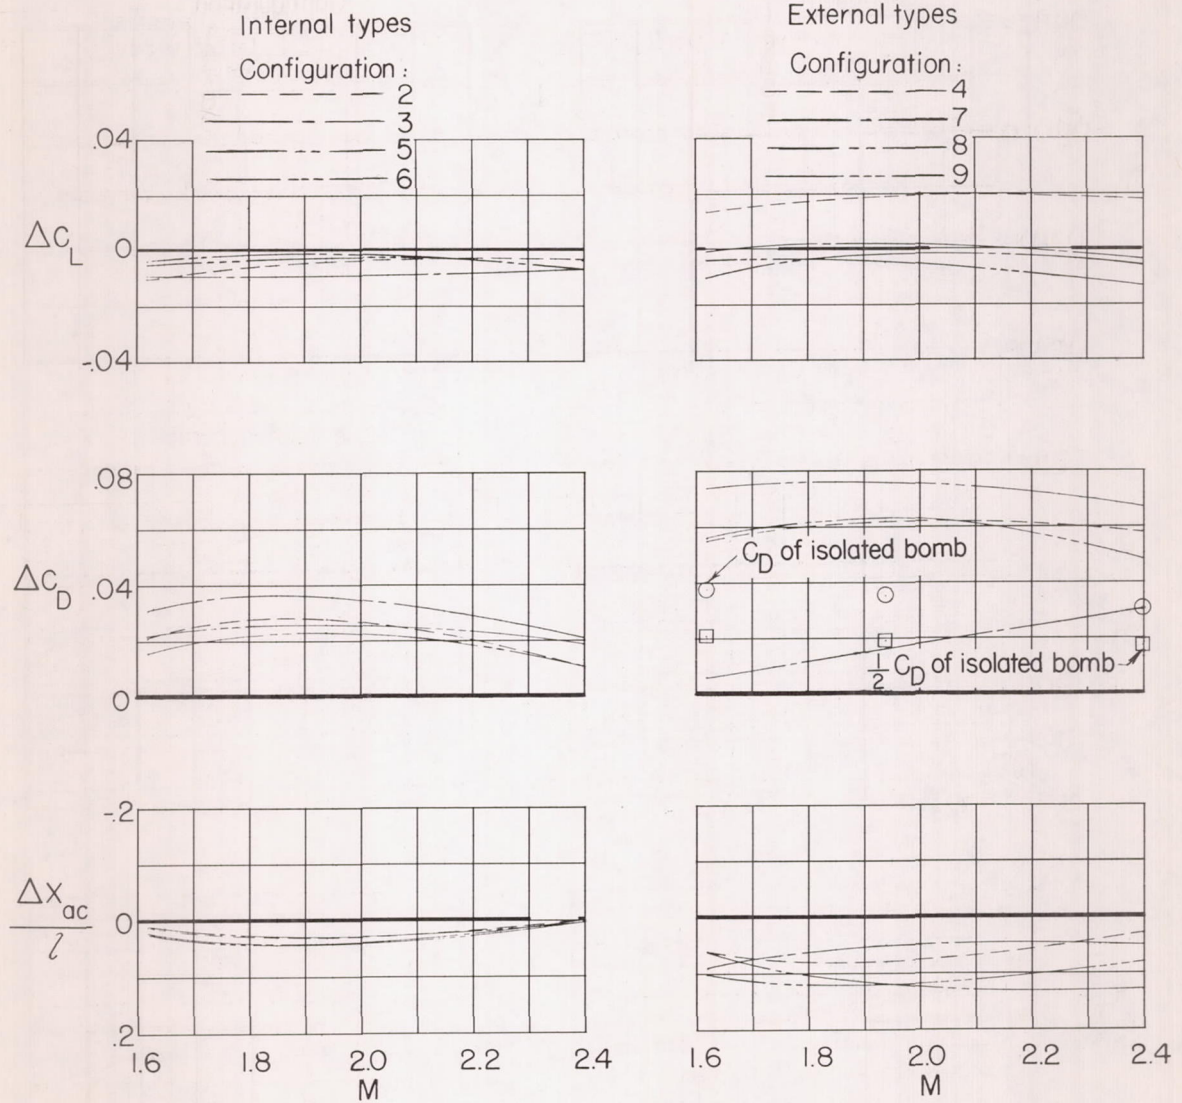 Internal types
Configuration:
2
3
5
6
External types
Configuration:
4
7
8
9
.04
ΔC_L 0
-.04
.08
ΔC_D .04
0
C_D of isolated bomb
1/2 C_D of isolated bomb
-.2
Δx_ac/l 0
.2
1.6 1.8 2.0 2.2 2.4
M
1.6 1.8 2.0 2.2 2.4
M